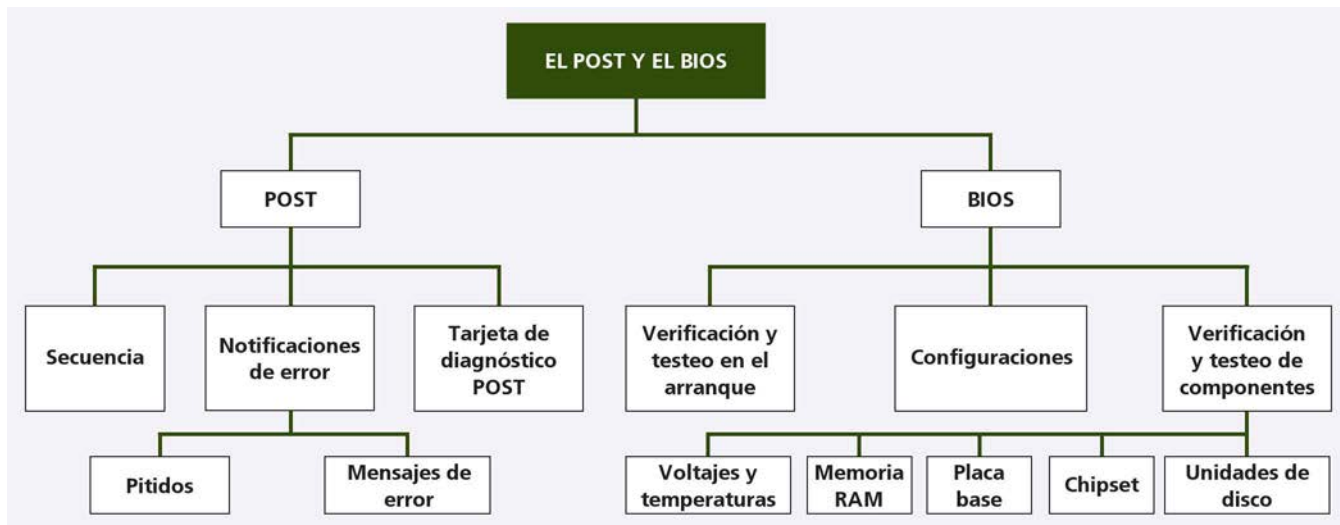 EL POST Y EL BIOS
POST
BIOS
Secuencia
Notificaciones
de error
Tarjeta de
diagnóstico
POST
Verificación y
testeo en el
arranque
Configuraciones
Verificación
y testeo de
componentes
Pitidos
Mensajes de
error
Voltajes y
temperaturas
Memoria
RAM
Placa
base
Chipset
Unidades de
disco